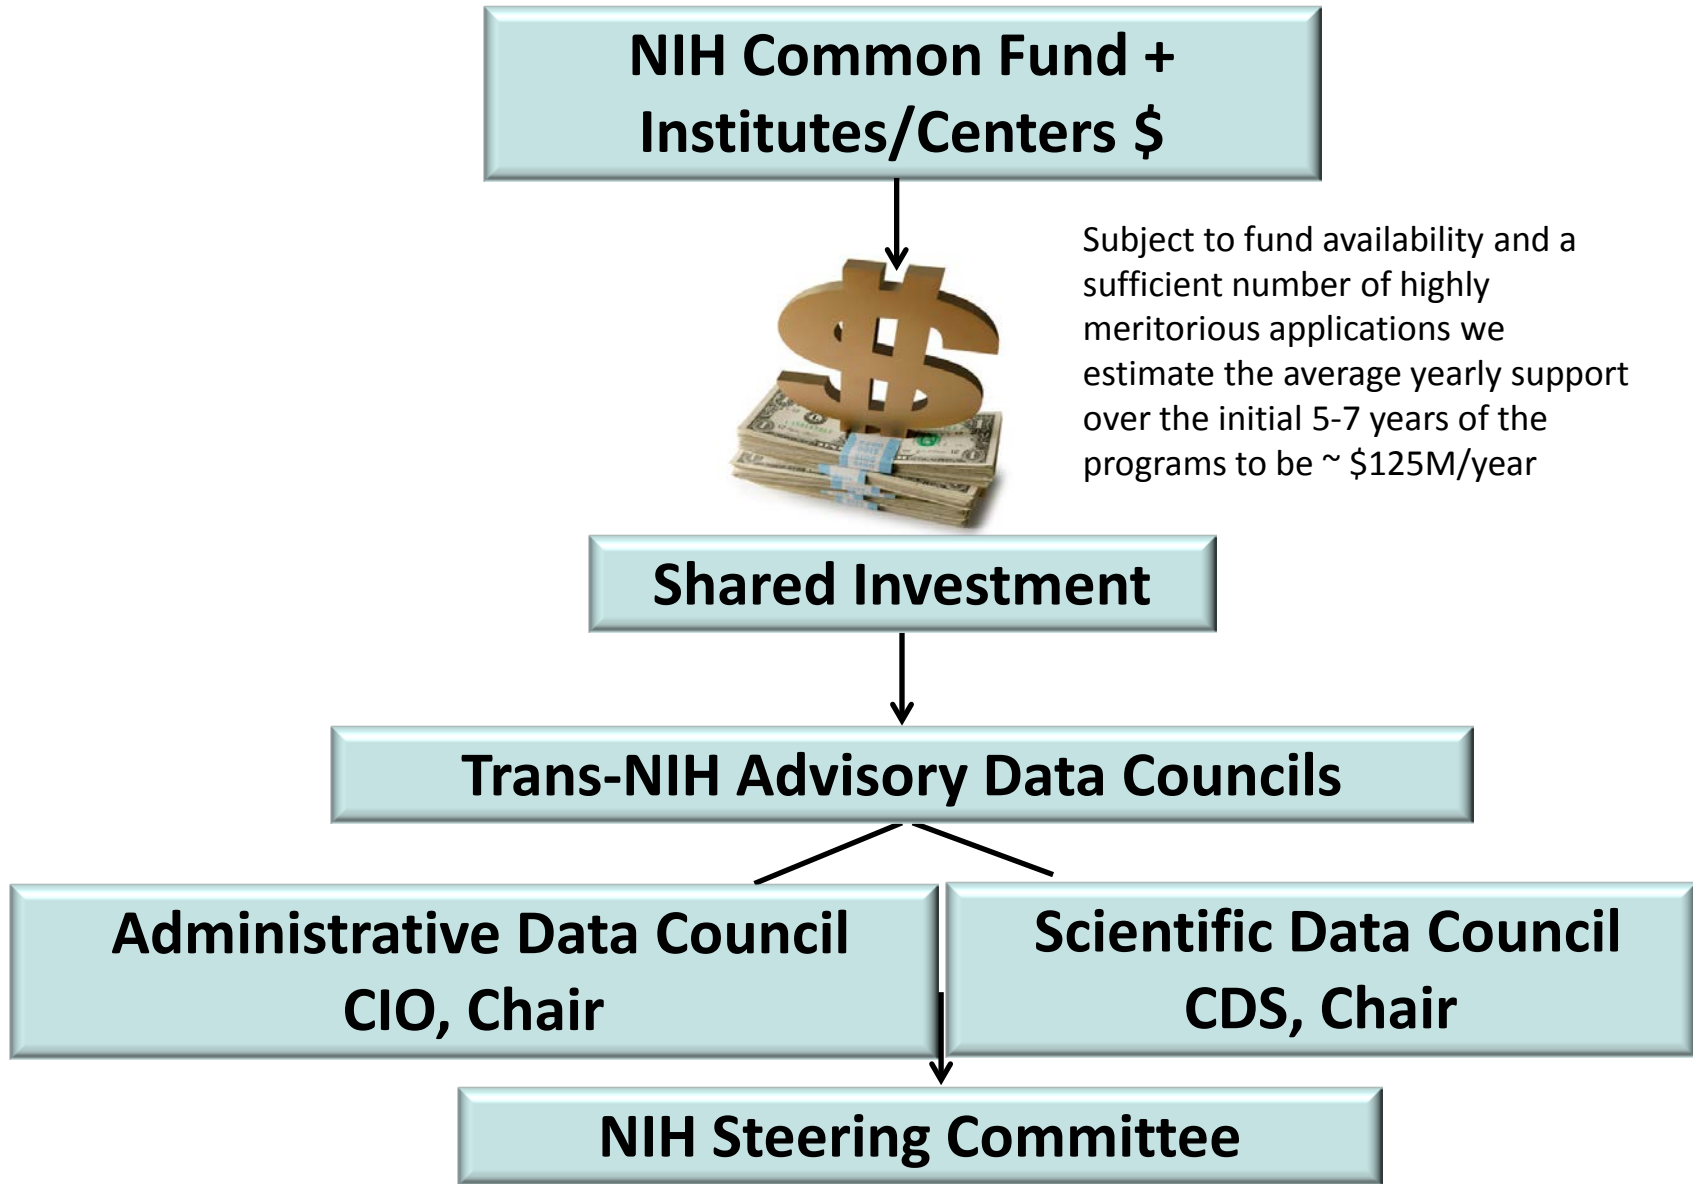 NIH Common Fund +
Institutes/Centers $
Subject to fund availability and a
sufficient number of highly
meritorious applications we
estimate the average yearly support
over the initial 5-7 years of the
programs to be ~ $125M/year
Shared Investment
Trans-NIH Advisory Data Councils
Administrative Data Council
CIO, Chair
Scientific Data Council
CDS, Chair
NIH Steering Committee